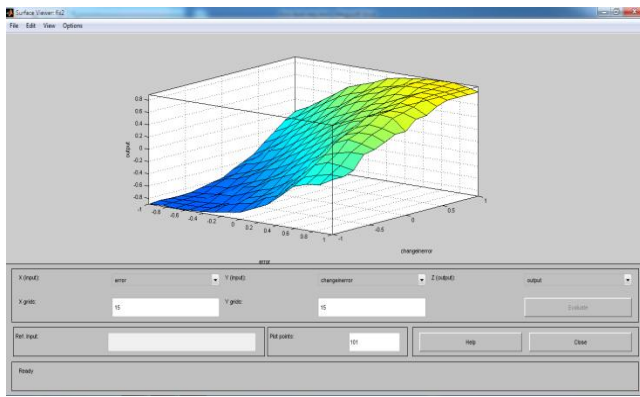 Surface Viewer: fis2
File Edit View Options
0.8
0.6
0.4
0.2
0
-0.2
-0.4
-0.6
-0.8
output
-1 -0.8 -0.6 -0.4 -0.2 0 0.2 0.4 0.6 0.8 1
error
-1 -0.5 0 0.5 1
changeinerror
X (input): error Y (input): changeinerror Z (output): output
X grids: 15 Y grids: 15 Evaluate
Ref. Input: Plot points: 101 Help Close
Ready